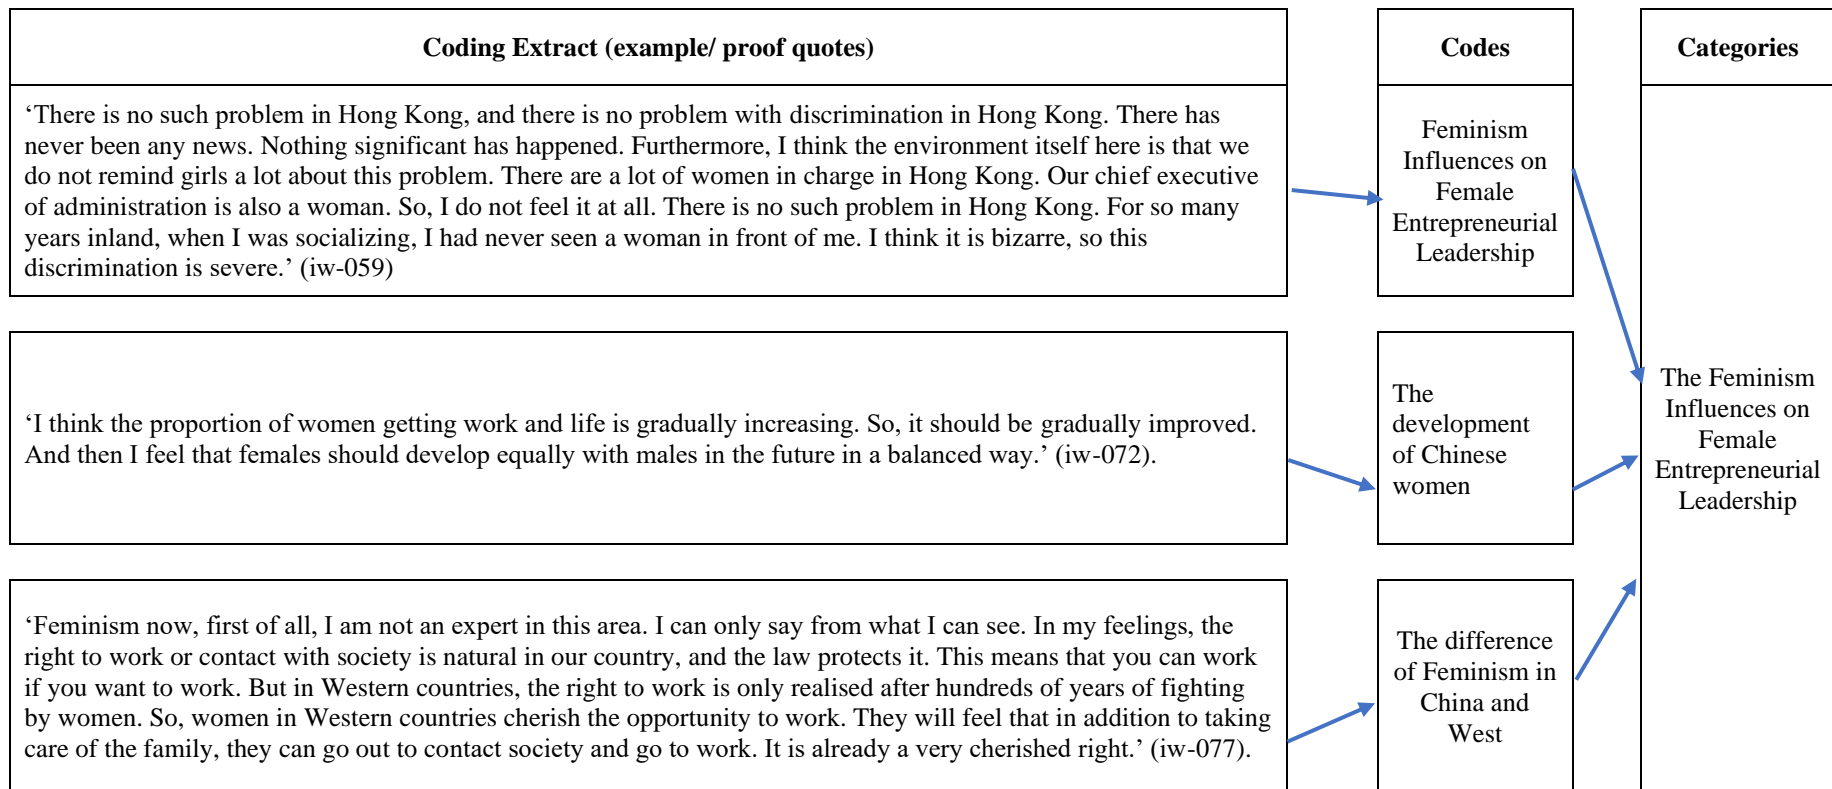 Coding Extract (example/ proof quotes)
Codes
Categories
‘There is no such problem in Hong Kong, and there is no problem with discrimination in Hong Kong. There has
never been any news. Nothing significant has happened. Furthermore, I think the environment itself here is that we
do not remind girls a lot about this problem. There are a lot of women in charge in Hong Kong. Our chief executive
of administration is also a woman. So, I do not feel it at all. There is no such problem in Hong Kong. For so many
years inland, when I was socializing, I had never seen a woman in front of me. I think it is bizarre, so this
discrimination is severe.’ (iw-059)
Feminism
Influences on
Female
Entrepreneurial
Leadership
‘I think the proportion of women getting work and life is gradually increasing. So, it should be gradually improved.
And then I feel that females should develop equally with males in the future in a balanced way.’ (iw-072).
The
development
of Chinese
women
The Feminism
Influences on
Female
Entrepreneurial
Leadership
‘Feminism now, first of all, I am not an expert in this area. I can only say from what I can see. In my feelings, the
right to work or contact with society is natural in our country, and the law protects it. This means that you can work
if you want to work. But in Western countries, the right to work is only realised after hundreds of years of fighting
by women. So, women in Western countries cherish the opportunity to work. They will feel that in addition to taking
care of the family, they can go out to contact society and go to work. It is already a very cherished right.’ (iw-077).
The difference
of Feminism in
China and
West